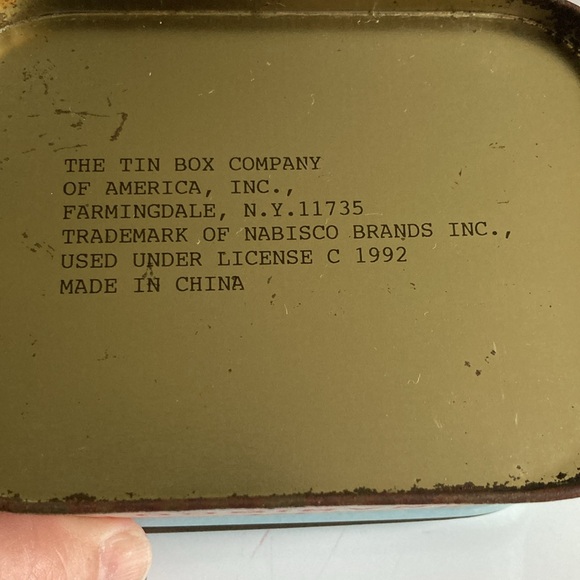 THE TIN BOX COMPANY
OF AMERICA, INC.,
FARMINGDALE, N.Y.11735
TRADEMARK OF NABISCO BRANDS INC.,
USED UNDER LICENSE C 1992
MADE IN CHINA